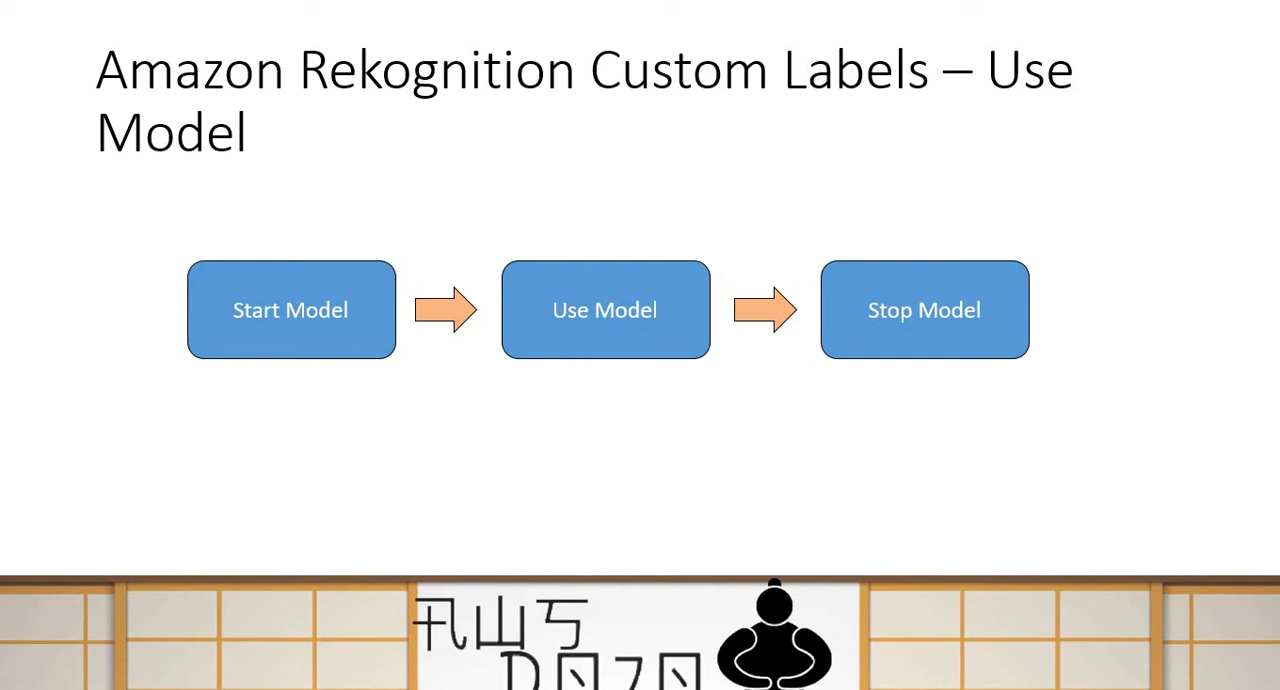 Amazon Rekognition Custom Labels – Use
Model
Start Model
Use Model
Stop Model